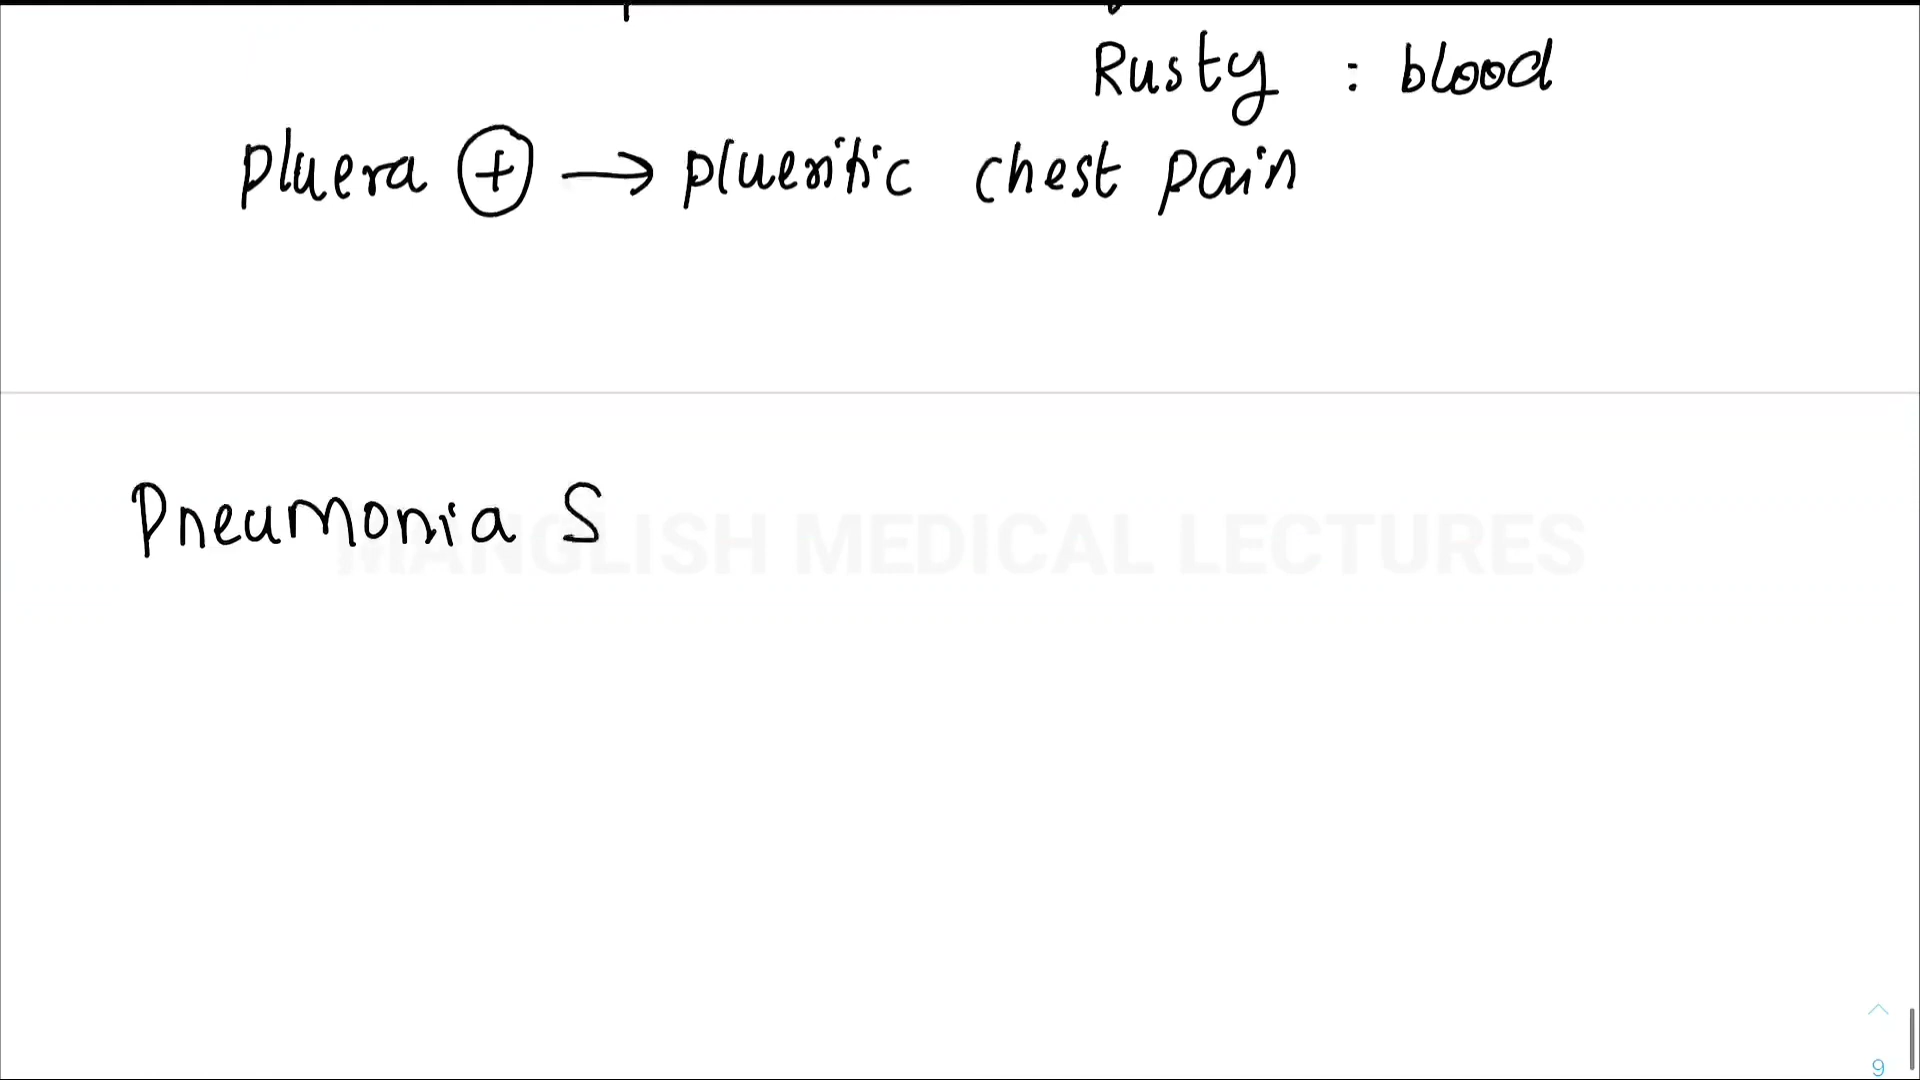 Rusty : blood
pluera + → plueritic chest pain
Pneumonia S
MANGLISH MEDICAL LECTURES
9